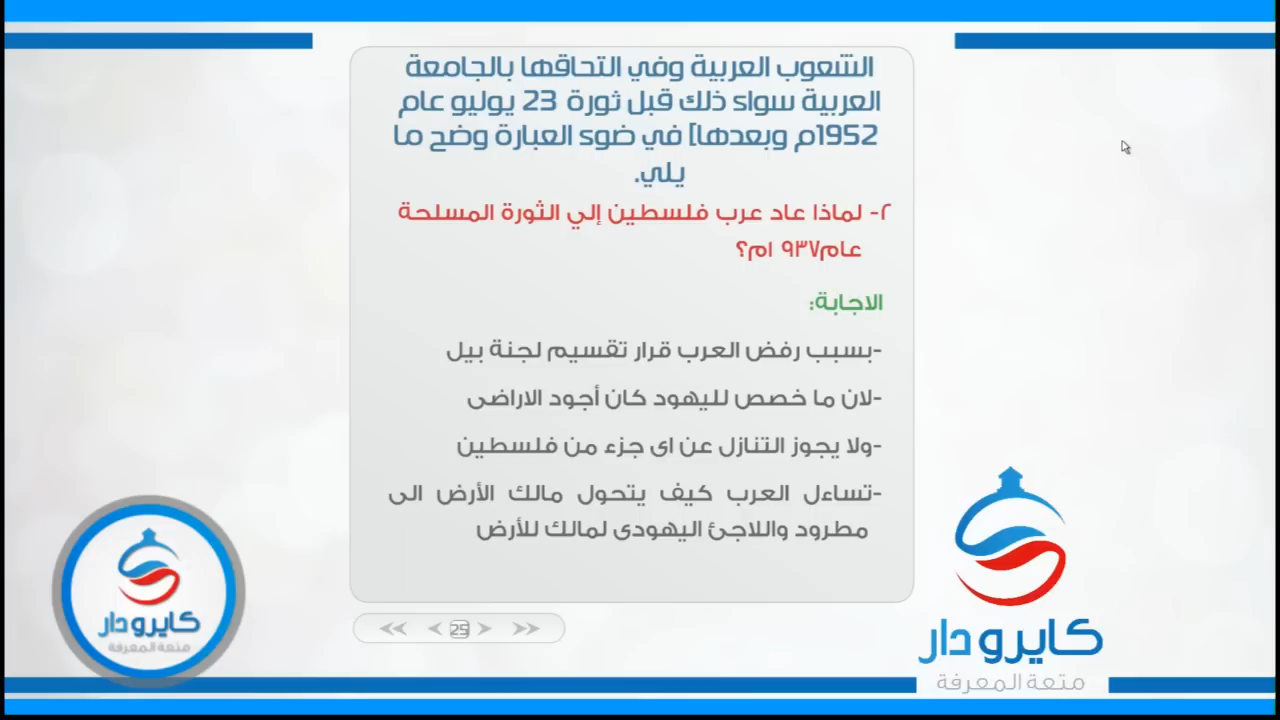 الشعوب العربية وفي التحاقها بالجامعة
العربية سواء ذلك قبل ثورة 23 يوليو عام
1952م وبعدها] في ضوء العبارة وضح ما
يلي.
٢- لماذا عاد عرب فلسطين إلي الثورة المسلحة
عام٩٣٧ ١م؟
الاجابة:
-بسبب رفض العرب قرار تقسيم لجنة بيل
-لان ما خصص لليهود كان أجود الاراضى
-ولا يجوز التنازل عن اى جزء من فلسطين
-تساءل العرب كيف يتحول مالك الأرض الى
مطرود واللاجئ اليهودى لمالك للأرض
25
كايرو دار
متعة المعرفة
كايرو دار
متعة المعرفة